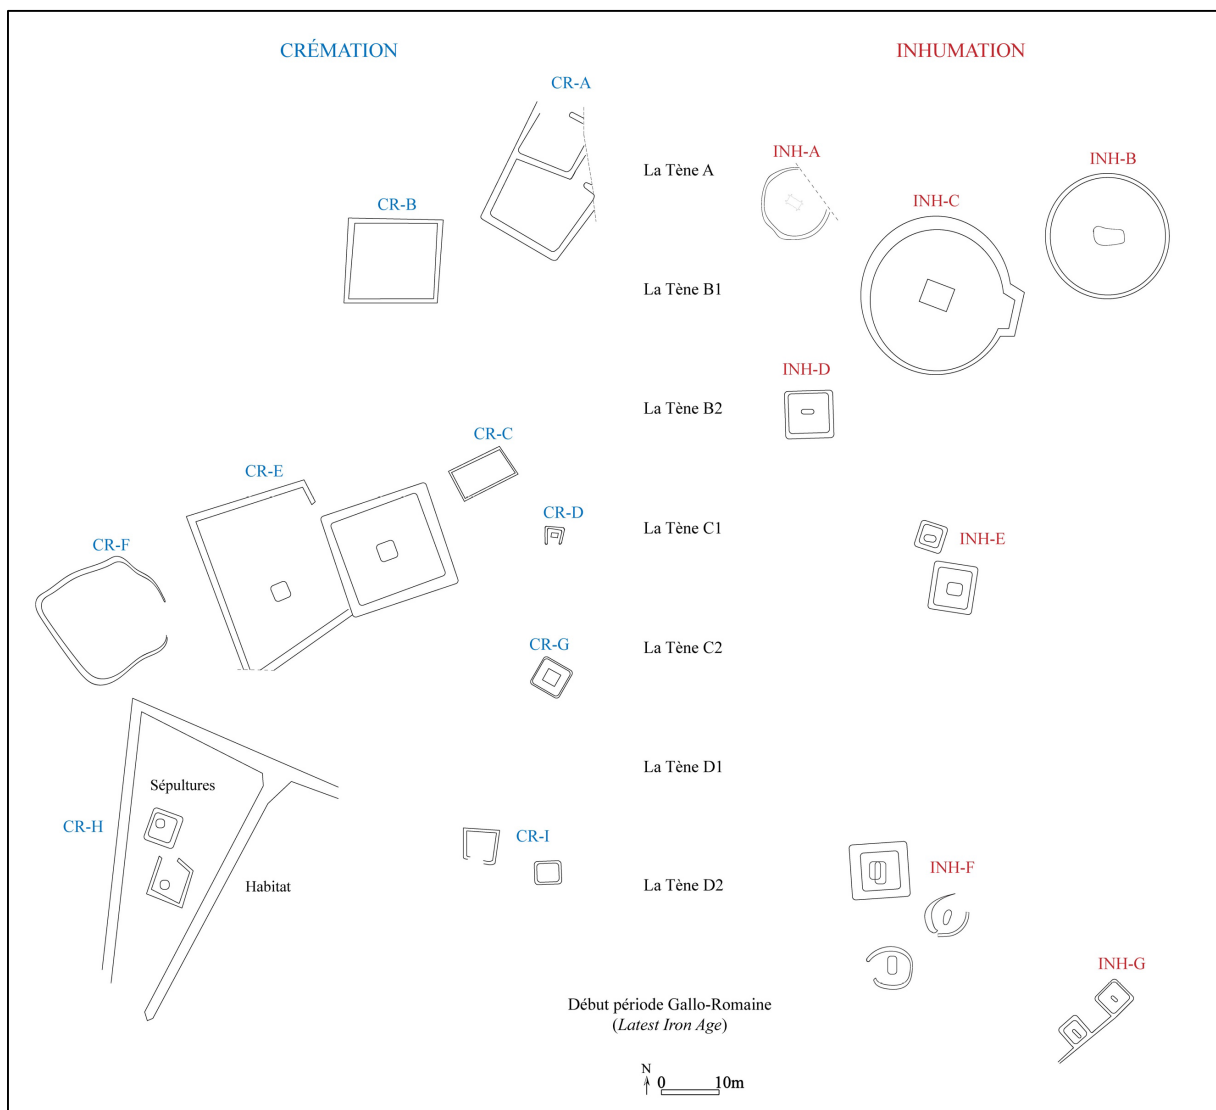 CRÉMATION
INHUMATION
CR-A
INH-A
INH-B
La Tène A
CR-B
INH-C
La Tène B1
INH-D
La Tène B2
CR-C
CR-E
CR-D
La Tène C1
INH-E
CR-F
CR-G
La Tène C2
La Tène D1
Sépultures
CR-H
CR-I
INH-F
Habitat
La Tène D2
INH-G
Début période Gallo-Romaine
(Latest Iron Age)
N
0 10m